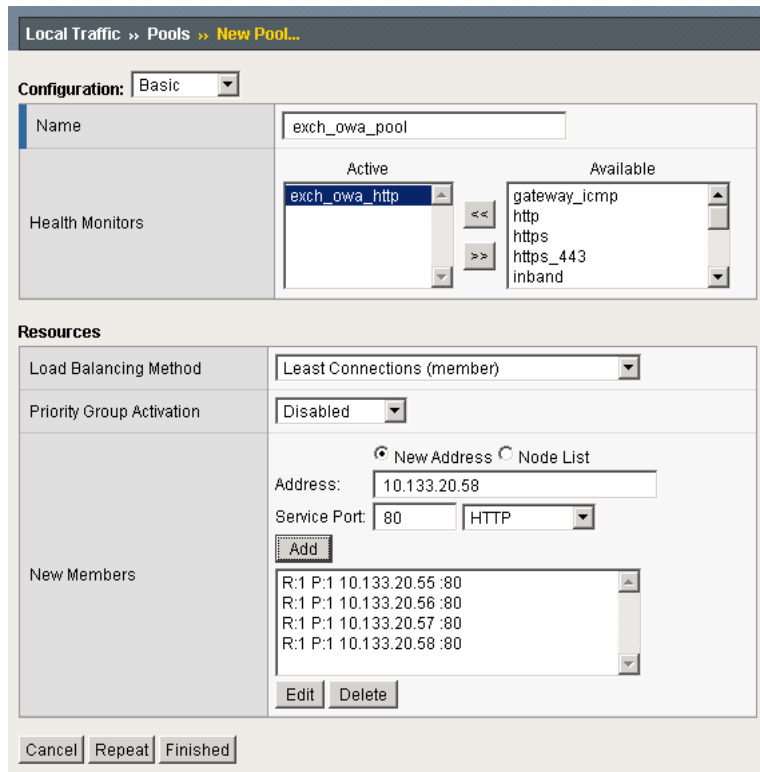 Local Traffic » Pools » New Pool...
Configuration: Basic
Name exch_owa_pool
Active Available
Health Monitors
exch_owa_http
<<
>>
gateway_icmp
http
https
https_443
inband
Resources
Load Balancing Method Least Connections (member)
Priority Group Activation Disabled
New Members
New Address Node List
Address: 10.133.20.58
Service Port: 80 HTTP
Add
R:1 P:1 10.133.20.55 :80
R:1 P:1 10.133.20.56 :80
R:1 P:1 10.133.20.57 :80
R:1 P:1 10.133.20.58 :80
Edit Delete
Cancel Repeat Finished